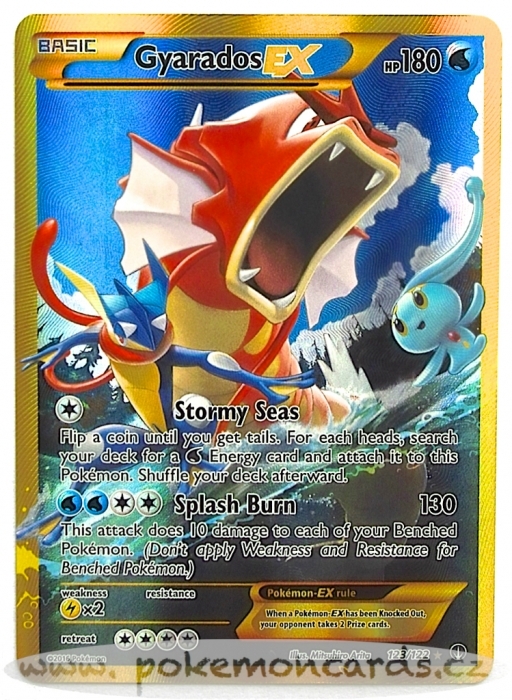 BASIC
Gyarados EX
HP180
Stormy Seas
Flip a coin until you get tails. For each heads, search
your deck for a Energy card and attach it to this
Pokémon. Shuffle your deck afterward.
Splash Burn 130
This attack does 10 damage to each of your Benched
Pokémon. (Don't apply Weakness and Resistance for
Benched Pokémon.)
weakness resistance
x2
Pokémon-EX rule
When a Pokémon-EX has been Knocked Out,
your opponent takes 2 Prize cards.
retreat
©2016 Pokémon
Illus. Mitsuhiro Arita
123/122
www.pokemoncaras.cz